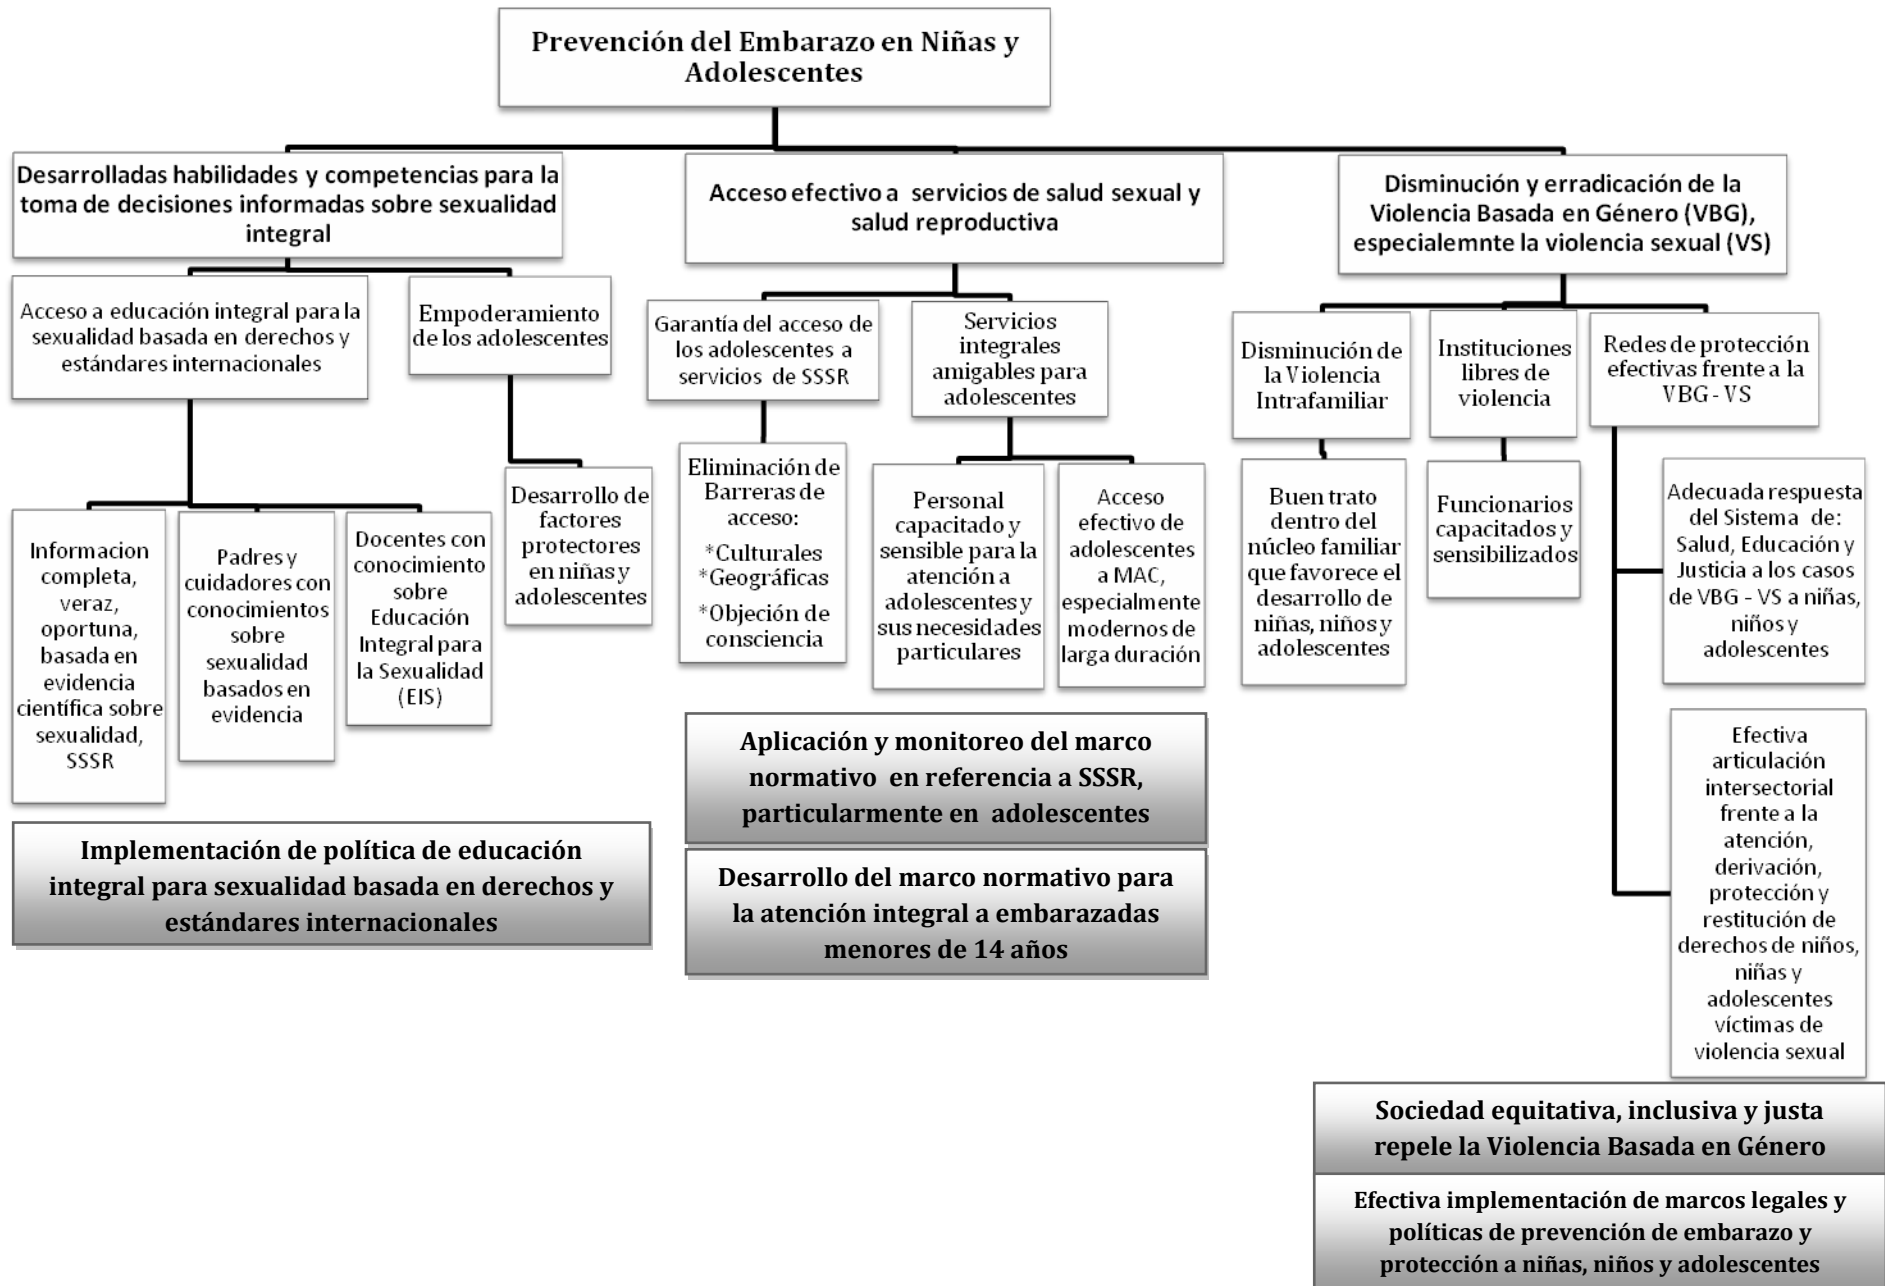 Prevención del Embarazo en Niñas y
Adolescentes
Desarrolladas habilidades y competencias para la
toma de decisiones informadas sobre sexualidad
integral
Acceso efectivo a servicios de salud sexual y
salud reproductiva
Disminución y erradicación de la
Violencia Basada en Género (VBG),
especialemnte la violencia sexual (VS)
Acceso a educación integral para la
sexualidad basada en derechos y
estándares internacionales
Empoderamiento
de los adolescentes
Garantía del acceso de
los adolescentes a
servicios de SSSR
Servicios
integrales
amigables para
adolescentes
Disminución de
la Violencia
Intrafamiliar
Instituciones
libres de
violencia
Redes de protección
efectivas frente a la
VBG - VS
Informacion
completa,
veraz,
oportuna,
basada en
evidencia
científica sobre
sexualidad,
SSSR
Padres y
cuidadores con
conocimientos
sobre
sexualidad
basados en
evidencia
Docentes con
conocimiento
sobre
Educación
Integral para
la Sexualidad
(EIS)
Desarrollo de
factores
protectores
en niñas y
adolescentes
Eliminación de
Barreras de
acceso:
*Culturales
*Geográficas
*Objeción de
consciencia
Personal
capacitado y
sensible para la
atención a
adolescentes y
sus necesidades
particulares
Acceso
efectivo de
adolescentes
a MAC,
especialmente
modernos de
larga duración
Buen trato
dentro del
núcleo familiar
que favorece el
desarrollo de
niñas, niños y
adolescentes
Funcionarios
capacitados y
sensibilizados
Adecuada respuesta
del Sistema de:
Salud, Educación y
Justicia a los casos
de VBG - VS a niñas,
niños y
adolescentes
Efectiva
articulación
intersectorial
frente a la
atención,
derivación,
protección y
restitución de
derechos de niños,
niñas y
adolescentes
víctimas de
violencia sexual
Implementación de política de educación
integral para sexualidad basada en derechos y
estándares internacionales
Aplicación y monitoreo del marco
normativo en referencia a SSSR,
particularmente en adolescentes
Desarrollo del marco normativo para
la atención integral a embarazadas
menores de 14 años
Sociedad equitativa, inclusiva y justa
repele la Violencia Basada en Género
Efectiva implementación de marcos legales y
políticas de prevención de embarazo y
protección a niñas, niños y adolescentes